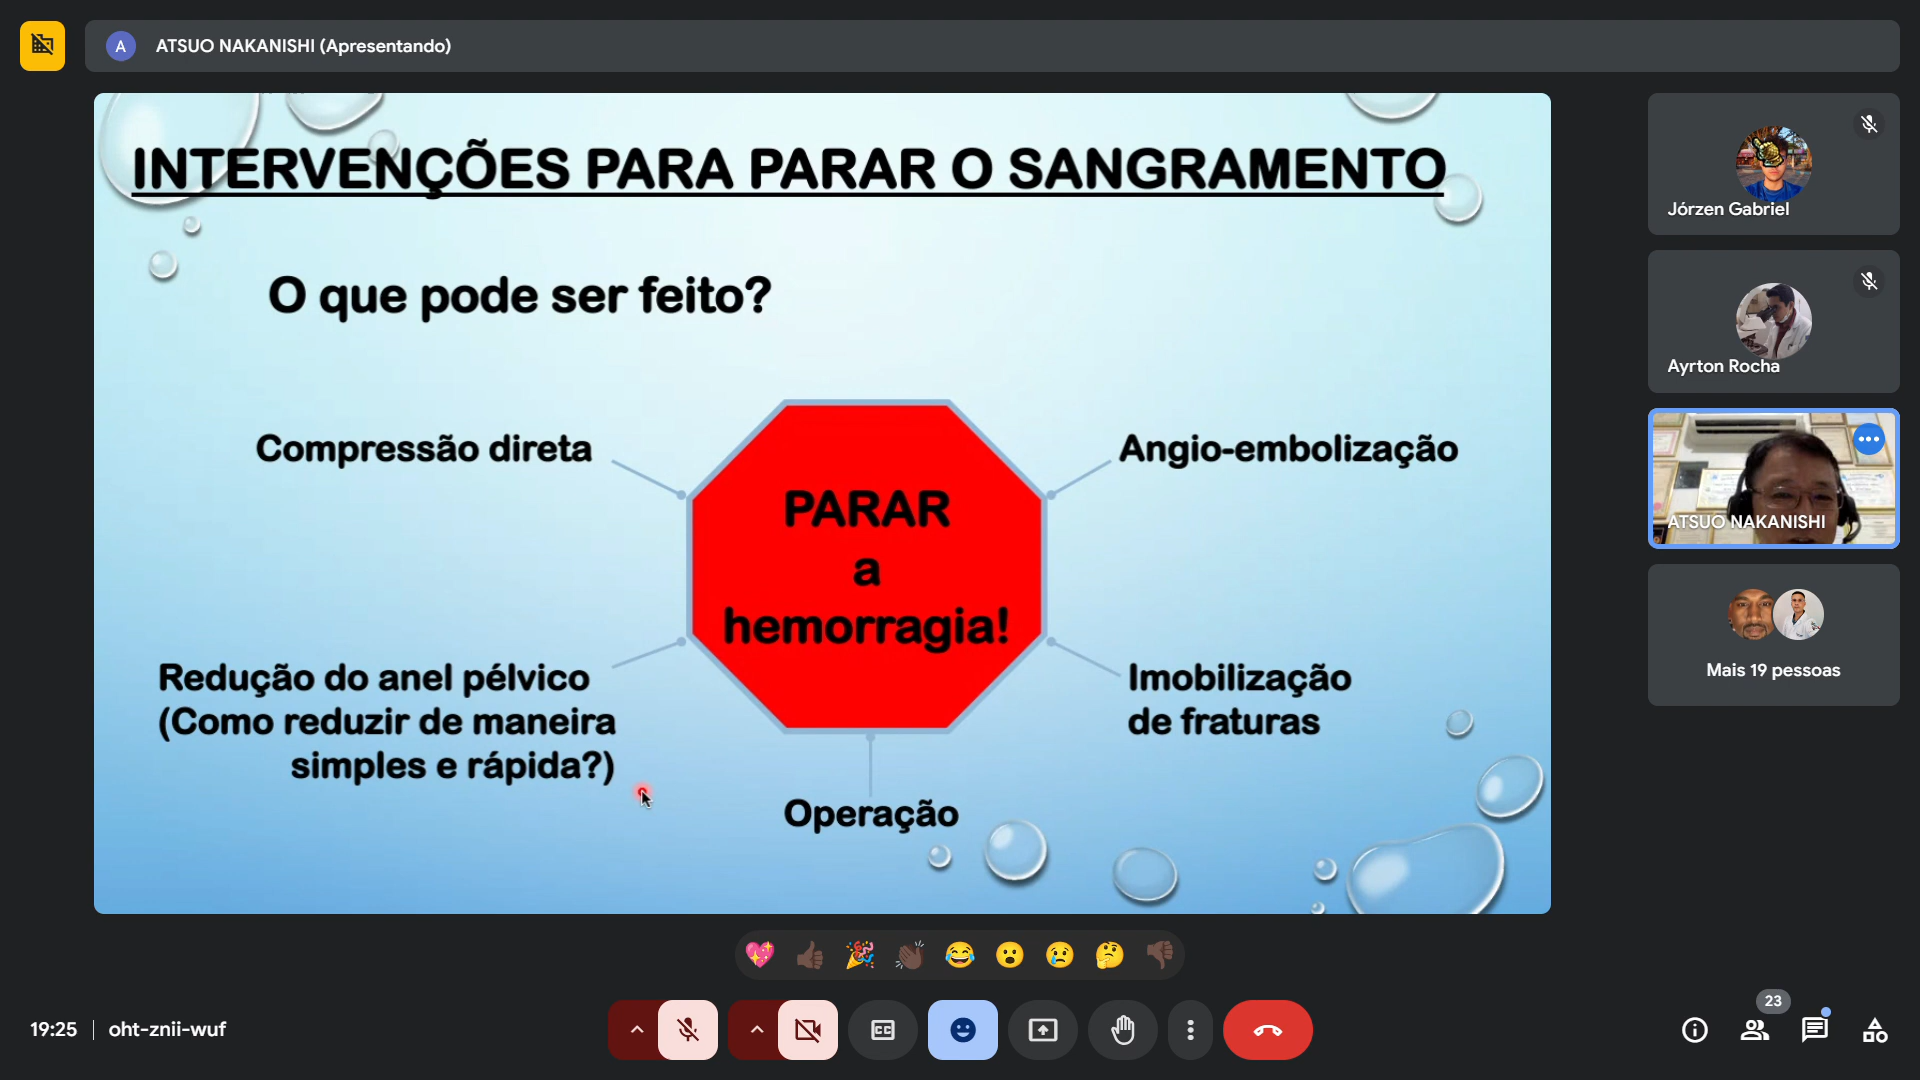 A
ATSUO NAKANISHI (Apresentando)
INTERVENÇÕES PARA PARAR O SANGRAMENTO
O que pode ser feito?
Compressão direta
Angio-embolização
PARAR
a
hemorragia!
Redução do anel pélvico
(Como reduzir de maneira
simples e rápida?)
Imobilização
de fraturas
Operação
Jórzen Gabriel
Ayrton Rocha
ATSUO NAKANISHI
Mais 19 pessoas
19:25
oht-znii-wuf
CC
23